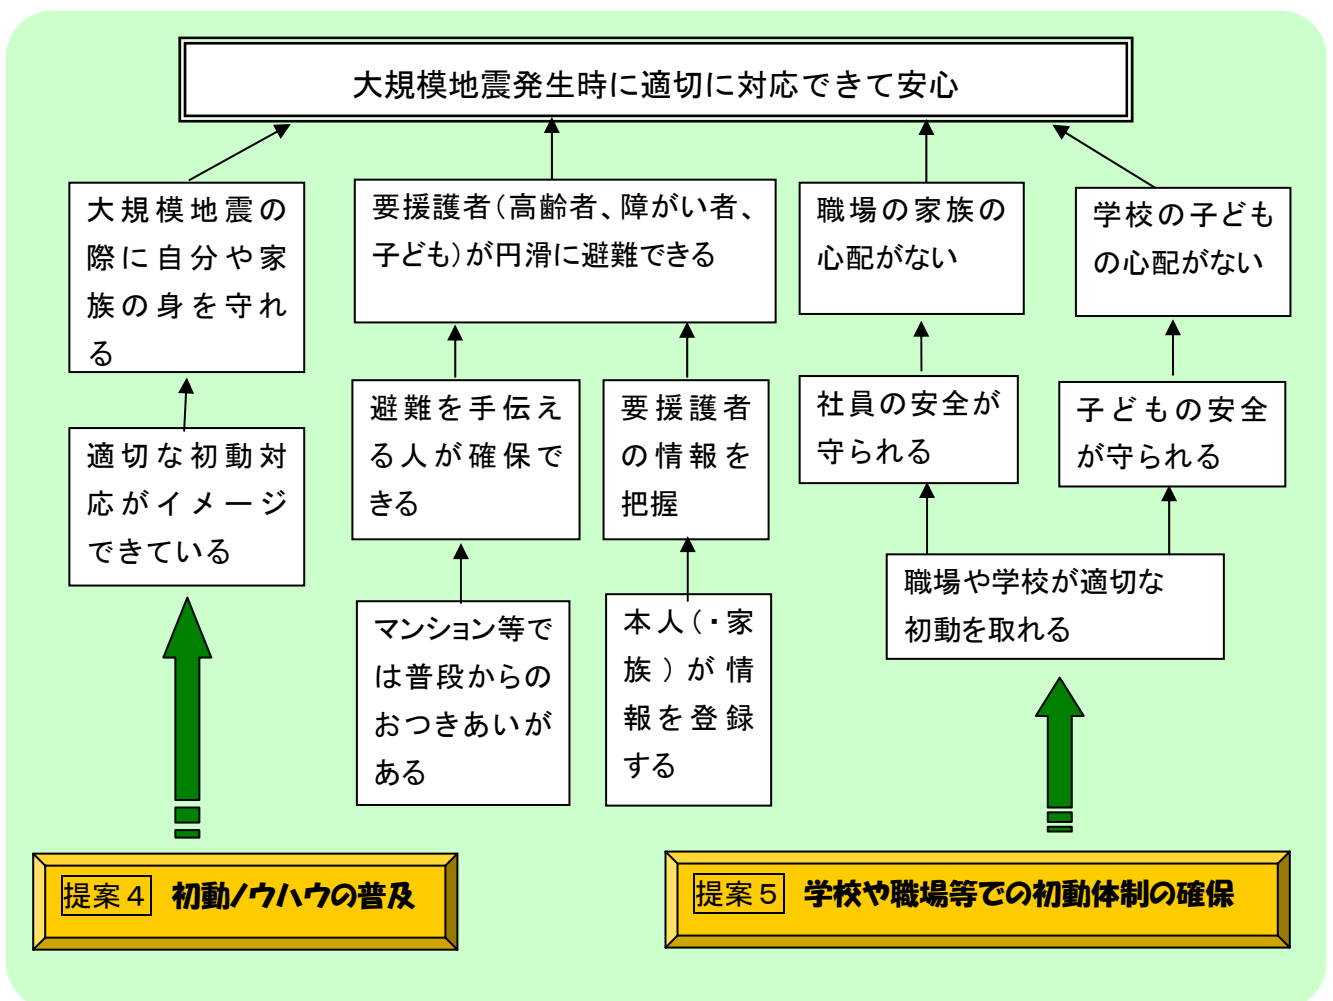 大規模地震発生時に適切に対応できて安心
大規模地震の
際に自分や家
族の身を守れ
る
要援護者(高齢者、障がい者、
子ども)が円滑に避難できる
職場の家族の
心配がない
学校の子ども
の心配がない
適切な初動対
応がイメージ
できている
避難を手伝え
る人が確保で
きる
要援護者
の情報を
把握
社員の安全が
守られる
子どもの安全
が守られる
マンション等で
は普段からの
おつきあいが
ある
本人(・家
族)が情
報を登録
する
職場や学校が適切な
初動を取れる
提案4 初動ノウハウの普及
提案5 学校や職場等での初動体制の確保